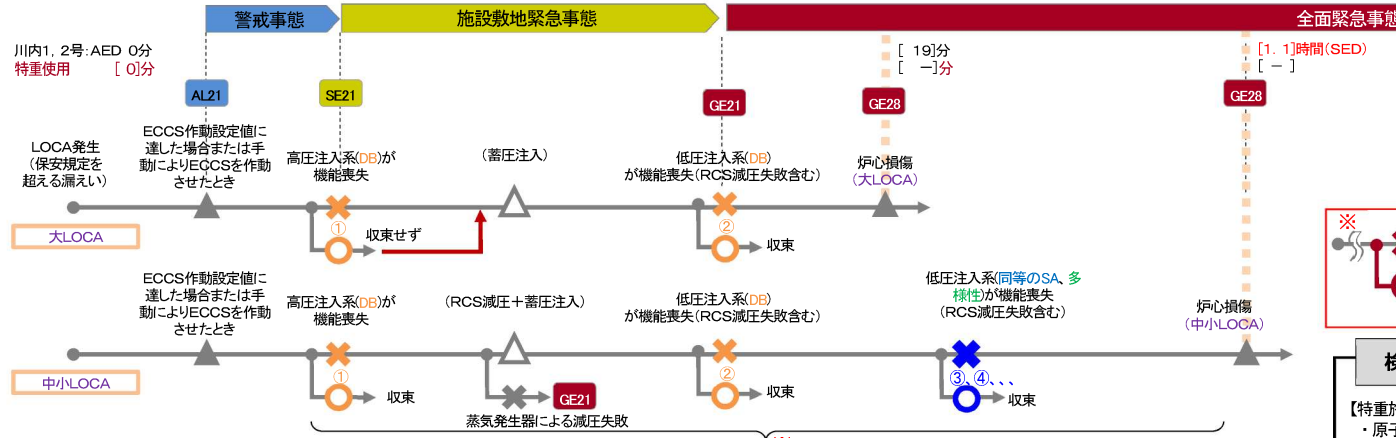 警戒事態
施設敷地緊急事態
全面緊急事態
川内1, 2号:AED 0分
特重使用 [ 0]分
[ 19]分
[ －]分
[1. 1]時間(SED)
[ － ]
AL21
SE21
GE21
GE28
GE28
LOCA発生
(保安規定を
超える漏えい)
ECCS作動設定値に
達した場合または手
動によりECCSを作動
させたとき
高圧注入系(DB)が
機能喪失
(蓄圧注入)
低圧注入系(DB)
が機能喪失(RCS減圧失敗含む)
炉心損傷
(大LOCA)
大LOCA
①
収束せず
②
収束
※
ECCS作動設定値に
達した場合または手
動によりECCSを作動
させたとき
高圧注入系(DB)が
機能喪失
(RCS減圧＋蓄圧注入)
低圧注入系(DB)
が機能喪失(RCS減圧失敗含む)
低圧注入系(同等のSA、多
様性)が機能喪失
(RCS減圧失敗含む)
炉心損傷
(中小LOCA)
中小LOCA
①
収束
GE21
蒸気発生器による減圧失敗
②
収束
③、④、、、
収束
検
【特重施
・原子